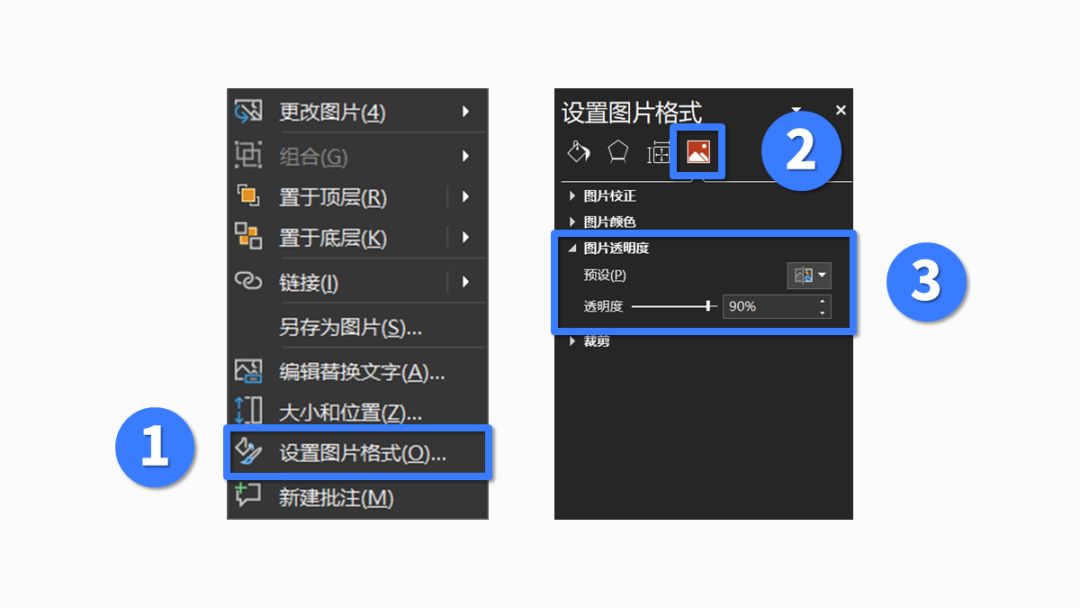 更改图片(4)
组合(G)
置于顶层(R)
置于底层(K)
链接(I)
另存为图片(S)...
编辑替换文字(A)...
大小和位置(Z)...
1
设置图片格式(O)...
新建批注(M)
设置图片格式
2
图片校正
图片颜色
图片透明度
预设(P)
3
透明度 90%
裁剪